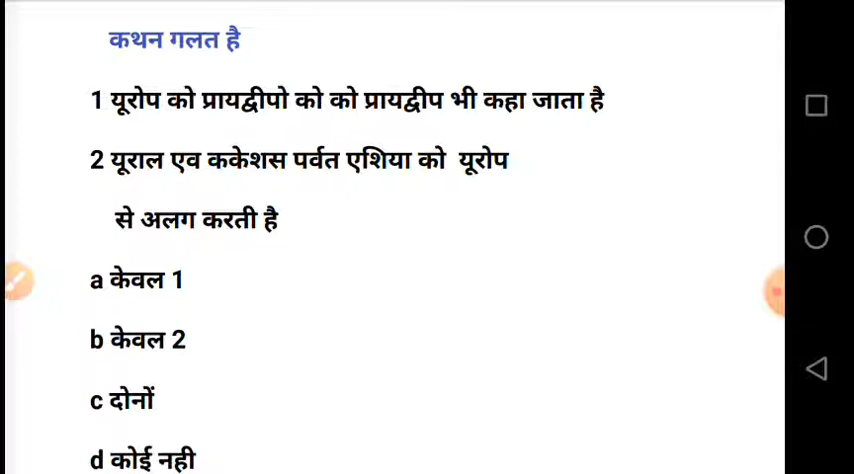 कथन गलत है
1 यूरोप को प्रायद्वीपो को को प्रायद्वीप भी कहा जाता है
2 यूराल एव ककेशस पर्वत एशिया को यूरोप
से अलग करती है
a केवल 1
b केवल 2
c दोनों
d कोई नही